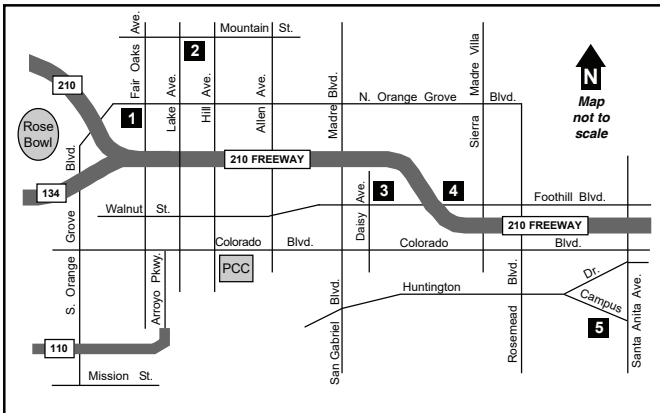 Mountain St.
210
Fair Oaks Ave.
2
Lake Ave.
Hill Ave.
Allen Ave.
Madre Blvd.
Sierra Madre Villa
N. Orange Grove Blvd.
N
Map
not to
scale
Rose
Bowl
1
210 FREEWAY
134
3
4
Foothill Blvd.
Walnut St.
Daisy Ave.
210 FREEWAY
S. Orange Grove Blvd.
Colorado Blvd.
Colorado Blvd.
PCC
Arroyo Pkwy.
Huntington Dr.
Campus
5
San Gabriel Blvd.
Rosemead Blvd.
Santa Anita Ave.
110
Mission St.